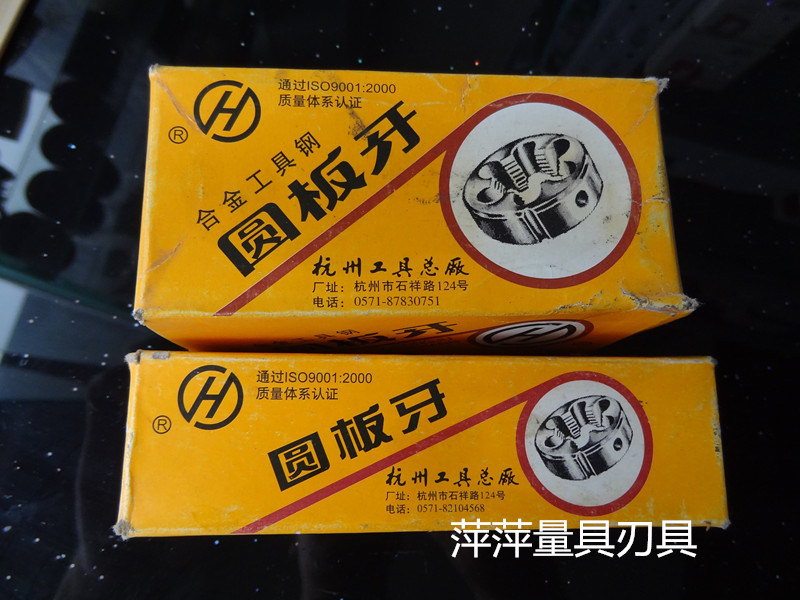 通过ISO9001:2000
质量体系认证
H
®
合金工具钢
圆板牙
杭州工具总厂
厂址：杭州市石祥路124号
电话：0571-87830751
具钢
板牙
H
通过ISO9001:2000
质量体系认证
H
®
圆板牙
杭州工具总厂
厂址：杭州市石祥路124号
电话：0571-82104568
萍萍量具刃具